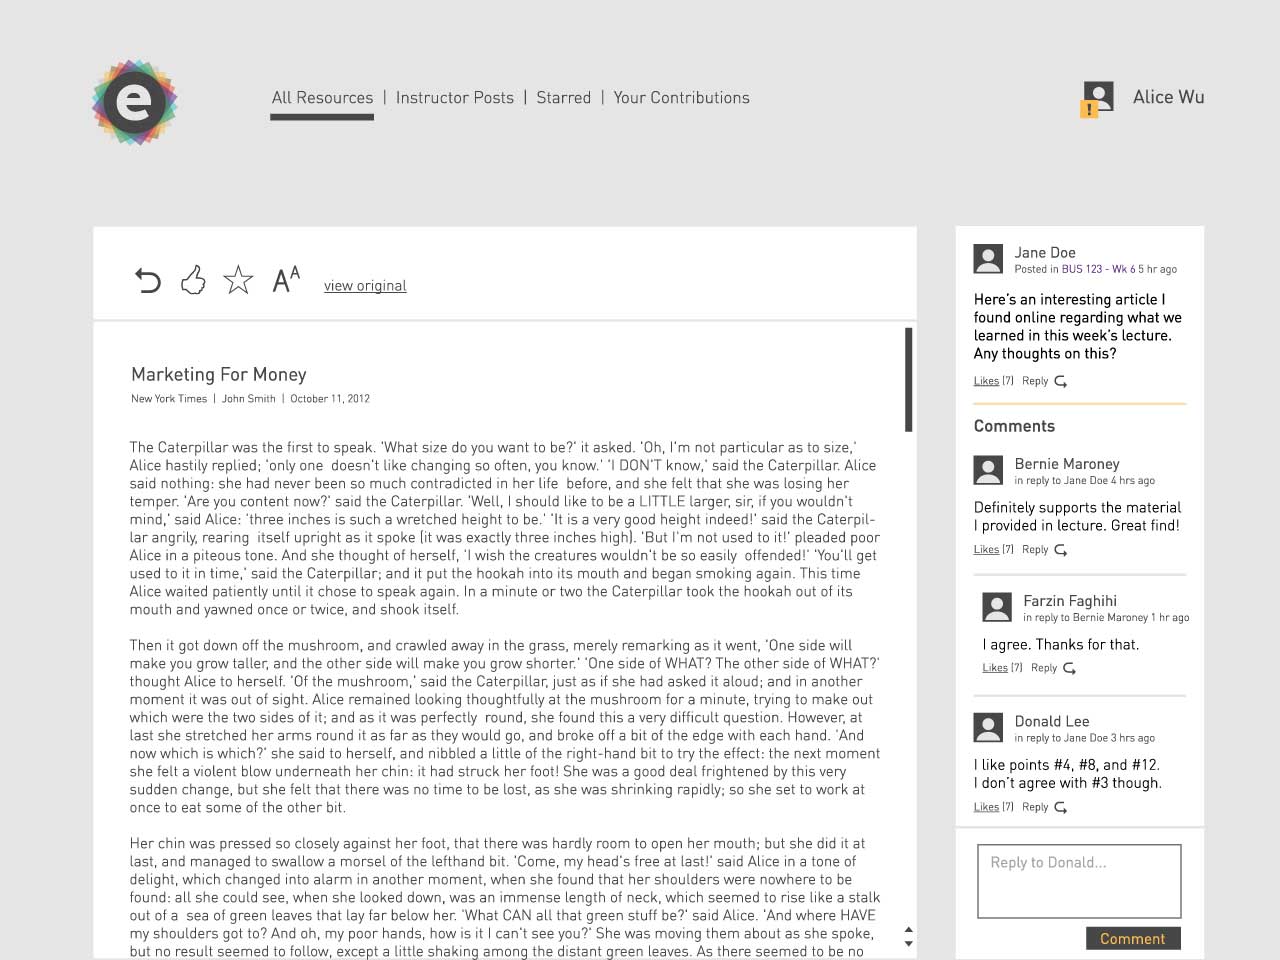 e
All Resources | Instructor Posts | Starred | Your Contributions
! Alice Wu
AA view original
Marketing For Money
New York Times | John Smith | October 11, 2012
The Caterpillar was the first to speak. 'What size do you want to be?' it asked. 'Oh, I'm not particular as to size,'
Alice hastily replied; 'only one doesn't like changing so often, you know.' 'I DON'T know,' said the Caterpillar. Alice
said nothing: she had never been so much contradicted in her life before, and she felt that she was losing her
temper. 'Are you content now?' said the Caterpillar. 'Well, I should like to be a LITTLE larger, sir, if you wouldn't
mind,' said Alice: 'three inches is such a wretched height to be.' 'It is a very good height indeed!' said the Caterpil-
lar angrily, rearing itself upright as it spoke (it was exactly three inches high). 'But I'm not used to it!' pleaded poor
Alice in a piteous tone. And she thought of herself, 'I wish the creatures wouldn't be so easily offended!' 'You'll get
used to it in time,' said the Caterpillar; and it put the hookah into its mouth and began smoking again. This time
Alice waited patiently until it chose to speak again. In a minute or two the Caterpillar took the hookah out of its
mouth and yawned once or twice, and shook itself.
Then it got down off the mushroom, and crawled away in the grass, merely remarking as it went, 'One side will
make you grow taller, and the other side will make you grow shorter.' 'One side of WHAT? The other side of WHAT?'
thought Alice to herself. 'Of the mushroom,' said the Caterpillar, just as if she had asked it aloud; and in another
moment it was out of sight. Alice remained looking thoughtfully at the mushroom for a minute, trying to make out
which were the two sides of it; and as it was perfectly round, she found this a very difficult question. However, at
last she stretched her arms round it as far as they would go, and broke off a bit of the edge with each hand. 'And
now which is which?' she said to herself, and nibbled a little of the right-hand bit to try the effect: the next moment
she felt a violent blow underneath her chin: it had struck her foot! She was a good deal frightened by this very
sudden change, but she felt that there was no time to be lost, as she was shrinking rapidly; so she set to work at
once to eat some of the other bit.
Her chin was pressed so closely against her foot, that there was hardly room to open her mouth; but she did it at
last, and managed to swallow a morsel of the lefthand bit. 'Come, my head's free at last!' said Alice in a tone of
delight, which changed into alarm in another moment, when she found that her shoulders were nowhere to be
found: all she could see, when she looked down, was an immense length of neck, which seemed to rise like a stalk
out of a sea of green leaves that lay far below her. 'What CAN all that green stuff be?' said Alice. 'And where HAVE
my shoulders got to? And oh, my poor hands, how is it I can't see you?' She was moving them about as she spoke,
but no result seemed to follow, except a little shaking among the distant green leaves. As there seemed to be no
Jane Doe
Posted in BUS 123 - Wk 6 5 hr ago
Here's an interesting article I
found online regarding what we
learned in this week's lecture.
Any thoughts on this?
Likes (7) Reply
Comments
Bernie Maroney
in reply to Jane Doe 4 hrs ago
Definitely supports the material
I provided in lecture. Great find!
Likes (7) Reply
Farzin Faghihi
in reply to Bernie Maroney 1 hr ago
I agree. Thanks for that.
Likes (7) Reply
Donald Lee
in reply to Jane Doe 3 hrs ago
I like points #4, #8, and #12.
I don't agree with #3 though.
Likes (7) Reply
Reply to Donald...
Comment